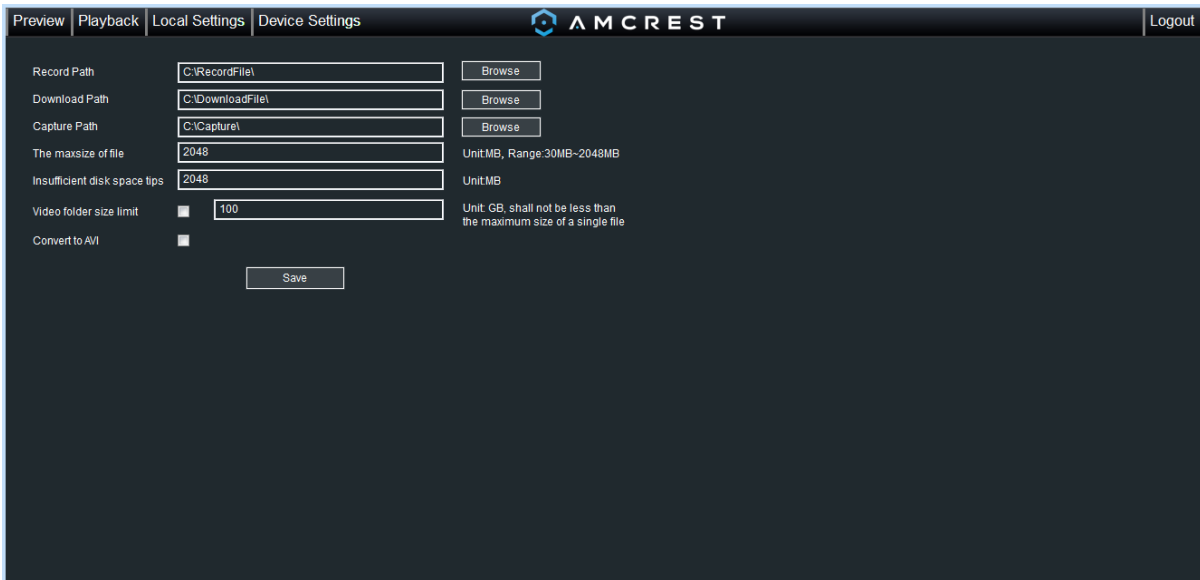 Preview Playback Local Settings Device Settings AMCREST Logout
Record Path C:\RecordFile\ Browse
Download Path C:\DownloadFile\ Browse
Capture Path C:\Capture\ Browse
The maxsize of file 2048 Unit:MB, Range:30MB~2048MB
Insufficient disk space tips 2048 Unit:MB
Video folder size limit 100 Unit: GB, shall not be less than
the maximum size of a single file
Convert to AVI
Save